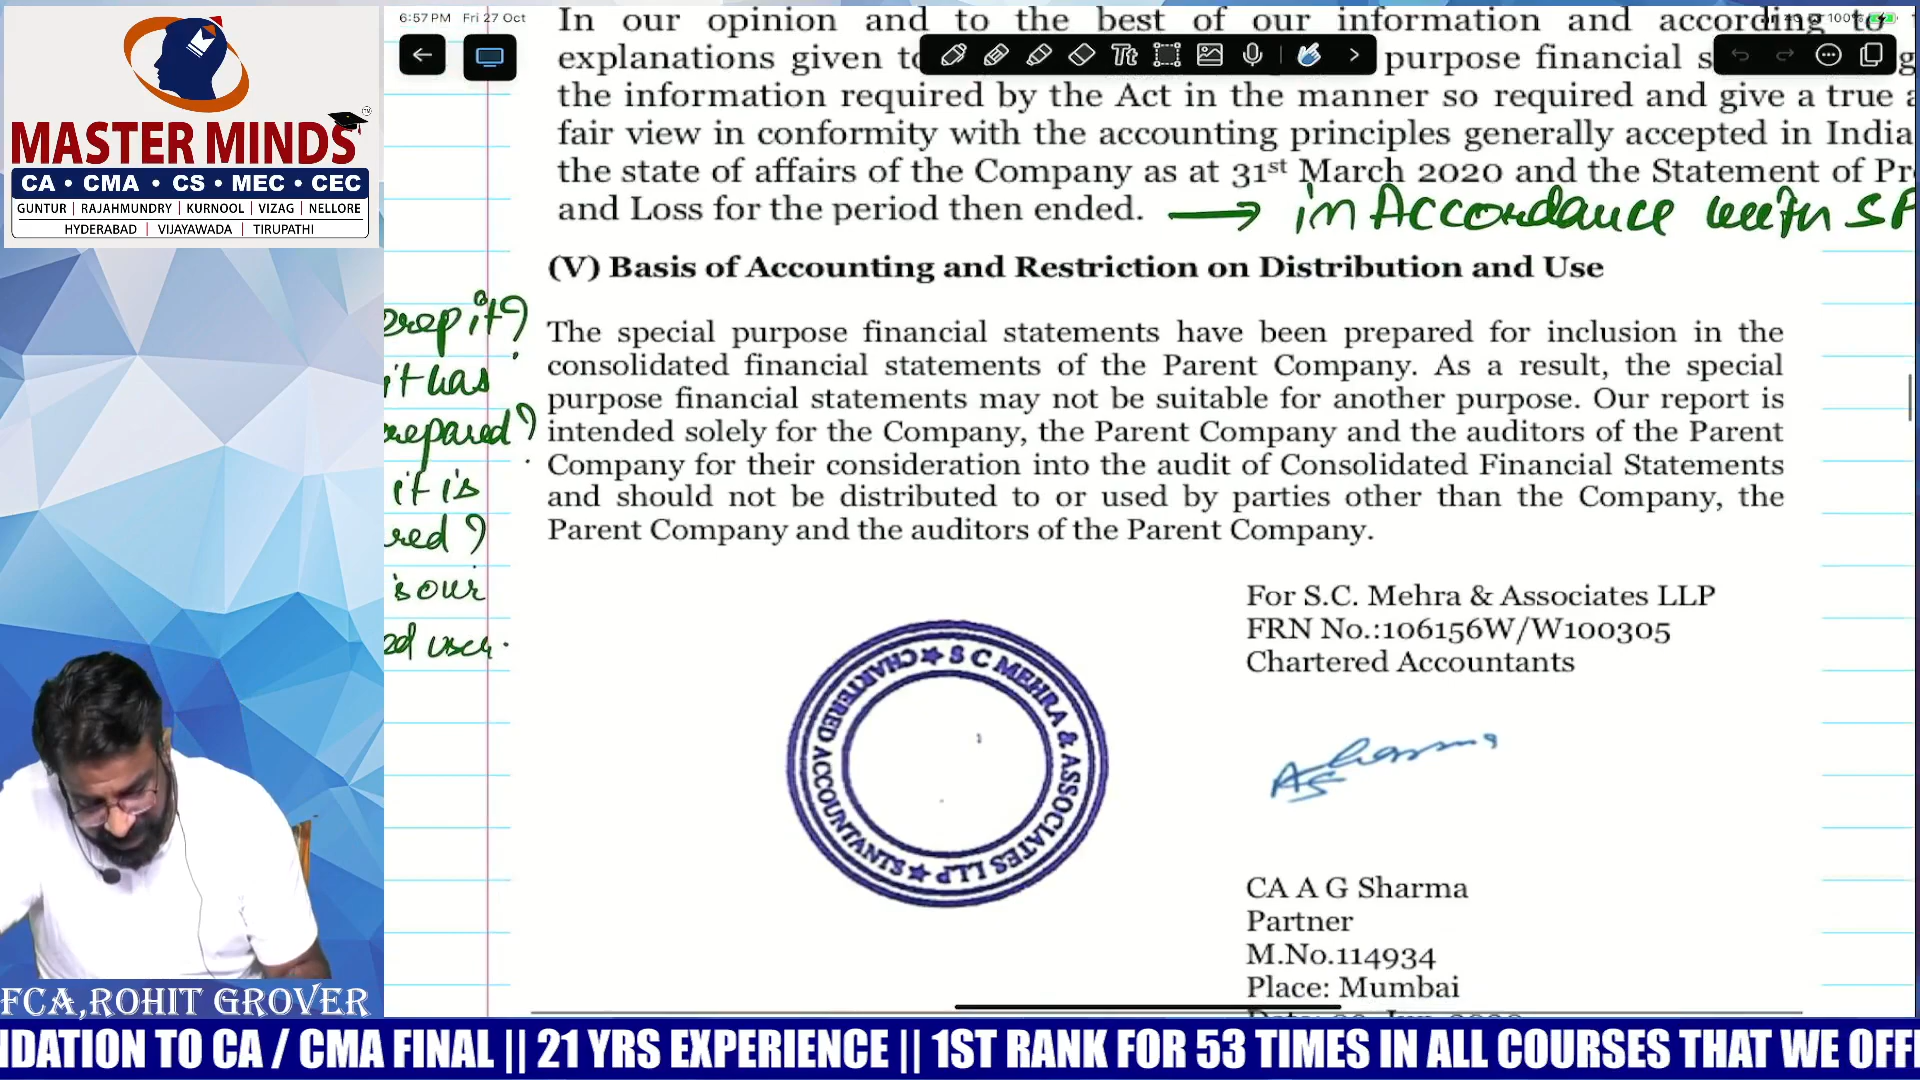 6:57 PM Fri 27 Oct
4G 100%
MASTER MINDS
CA • CMA • CS • MEC • CEC
GUNTUR | RAJAHMUNDRY | KURNOOL | VIZAG | NELLORE
HYDERABAD | VIJAYAWADA | TIRUPATHI
In our opinion and to the best of our information and according to
explanations given to
Tt
purpose financial s
the information required by the Act in the manner so required and give a true a
fair view in conformity with the accounting principles generally accepted in India
the state of affairs of the Company as at 31st March 2020 and the Statement of Pr
and Loss for the period then ended. → in Accordance with SA
(V) Basis of Accounting and Restriction on Distribution and Use
prep it?
it has
prepared?
it is
red?
is our
ed user.
The special purpose financial statements have been prepared for inclusion in the
consolidated financial statements of the Parent Company. As a result, the special
purpose financial statements may not be suitable for another purpose. Our report is
intended solely for the Company, the Parent Company and the auditors of the Parent
Company for their consideration into the audit of Consolidated Financial Statements
and should not be distributed to or used by parties other than the Company, the
Parent Company and the auditors of the Parent Company.
For S.C. Mehra & Associates LLP
FRN No.:106156W/W100305
Chartered Accountants
S C MEHRA & ASSOCIATES LLP ★ CHARTERED ACCOUNTANTS ★
CA A G Sharma
Partner
M.No.114934
Place: Mumbai
FCA,ROHIT GROVER
NDATION TO CA / CMA FINAL || 21 YRS EXPERIENCE || 1ST RANK FOR 53 TIMES IN ALL COURSES THAT WE OFF